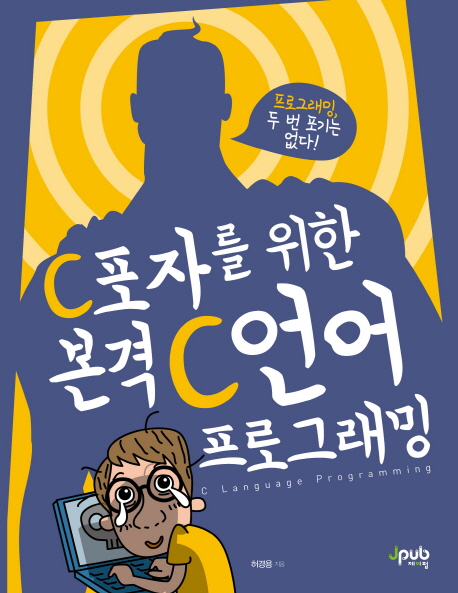 프로그래밍,
두 번 포기는
없다!
C포자를 위한
본격 C언어
프로그래밍
C Language Programming
허경용 지음
Jpub
제이펍